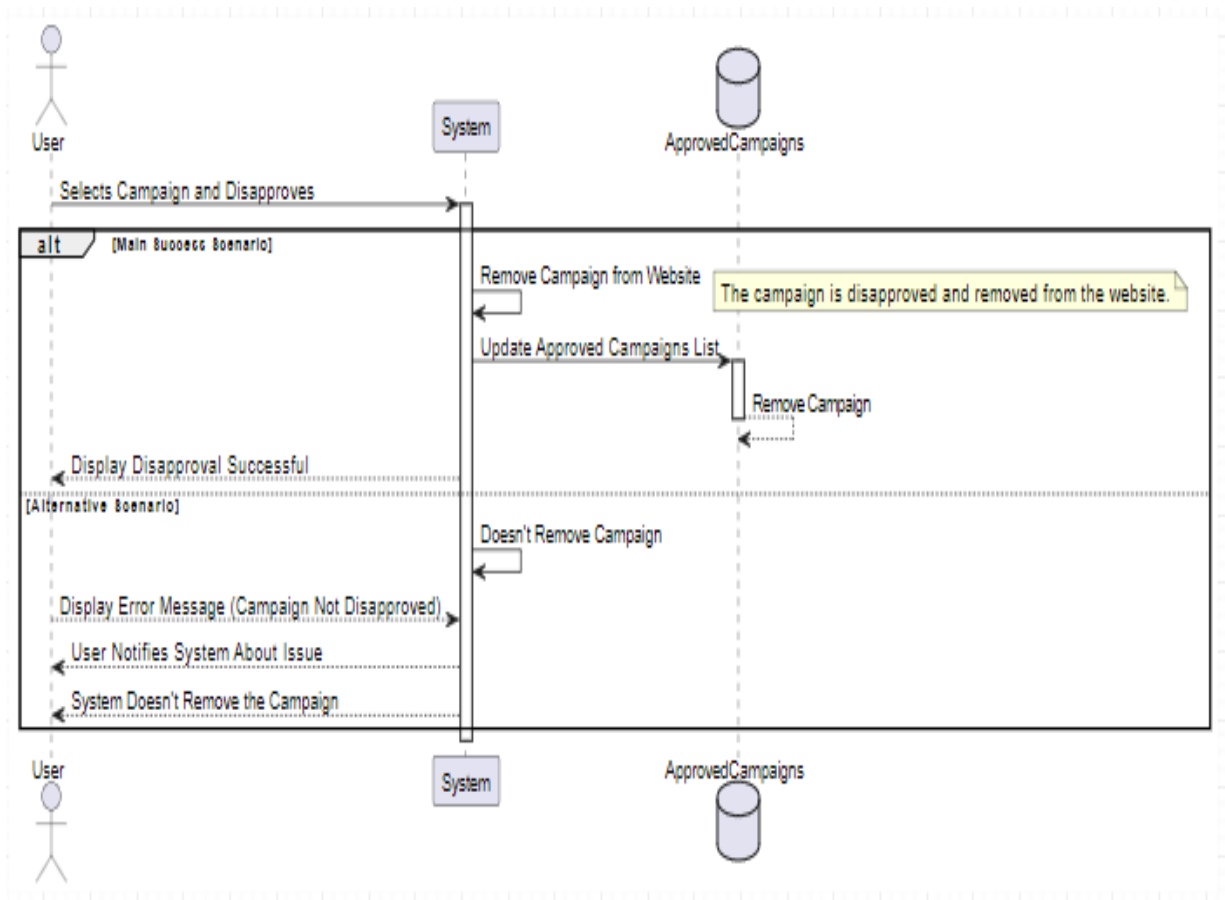 User
System
ApprovedCampaigns
Selects Campaign and Disapproves
alt
[Main Success Scenario]
Remove Campaign from Website
The campaign is disapproved and removed from the website.
Update Approved Campaigns List
Remove Campaign
Display Disapproval Successful
[Alternative Scenario]
Doesn't Remove Campaign
Display Error Message (Campaign Not Disapproved)
User Notifies System About Issue
System Doesn't Remove the Campaign
User
System
ApprovedCampaigns